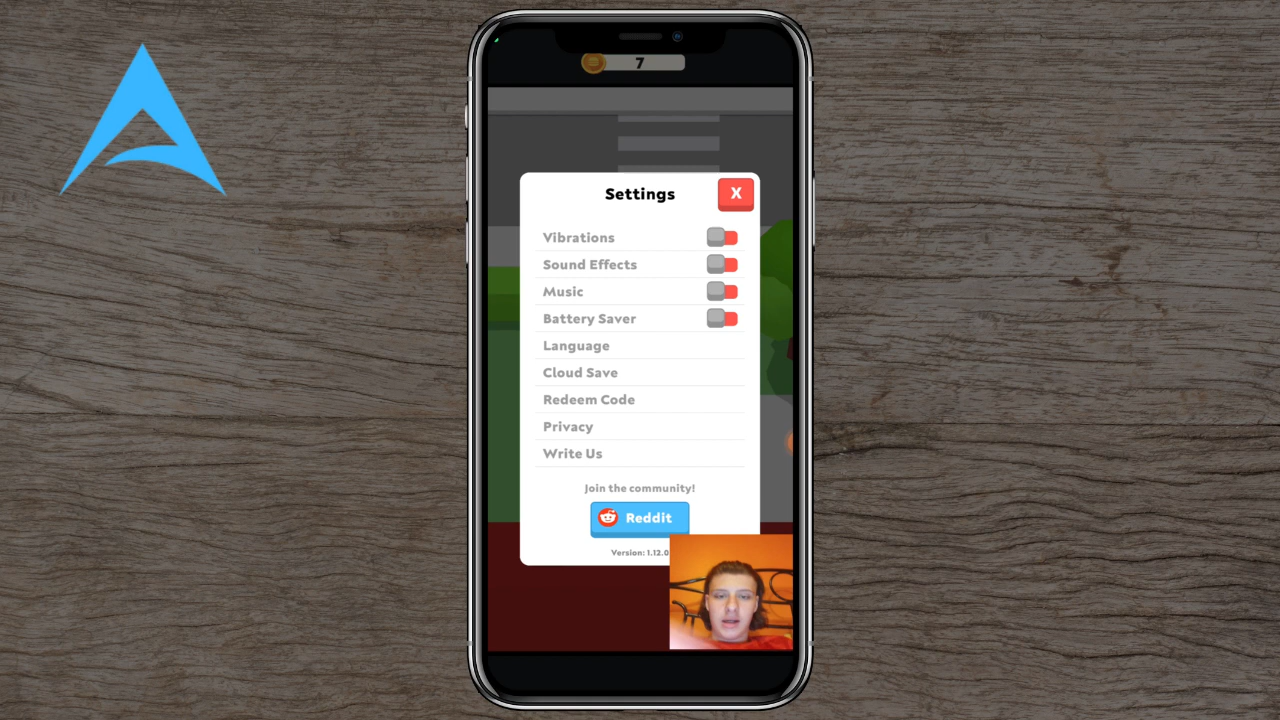 7
Settings
X
Vibrations
Sound Effects
Music
Battery Saver
Language
Cloud Save
Redeem Code
Privacy
Write Us
Join the community!
Reddit
Version: 1.12.0